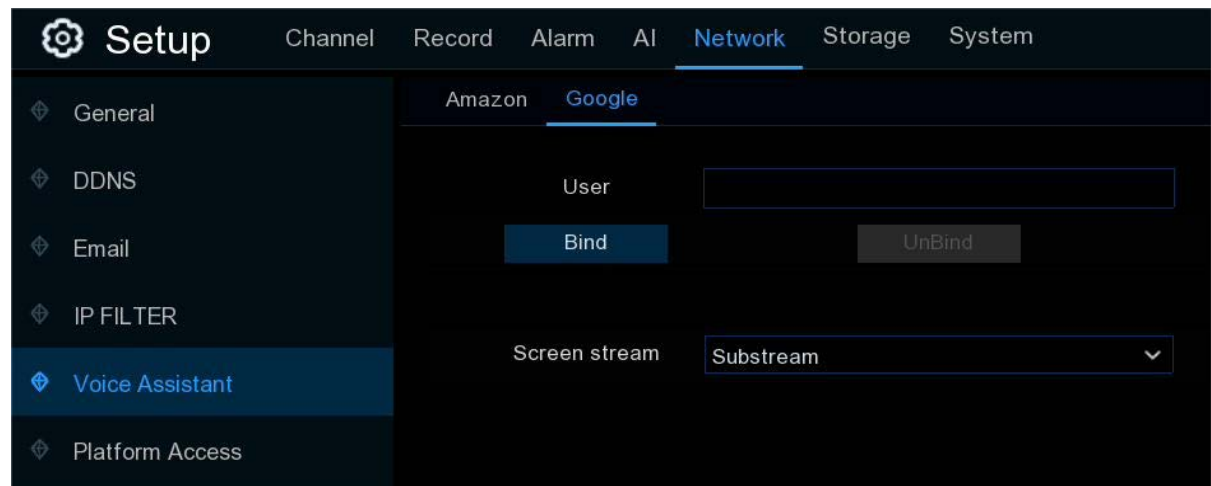 Setup Channel Record Alarm AI Network Storage System
Amazon Google
General
DDNS
Email
IP FILTER
Voice Assistant
Platform Access
User
Bind UnBind
Screen stream Substream